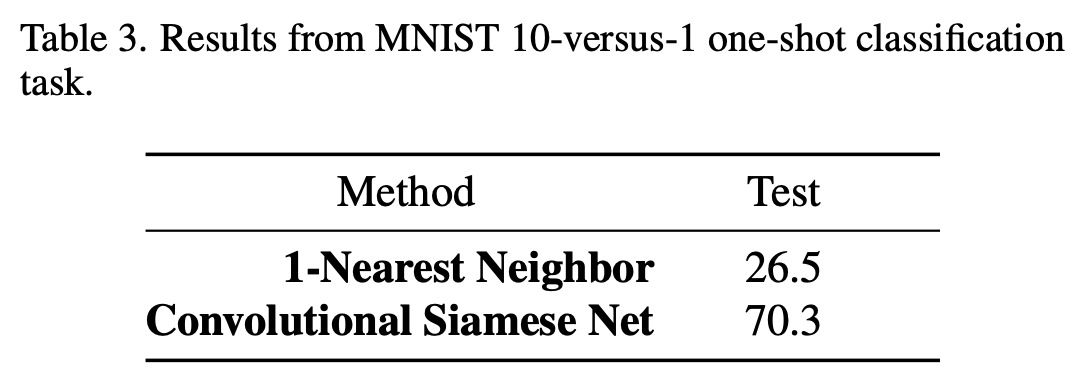 Table 3. Results from MNIST 10-versus-1 one-shot classification
task.
Method Test
1-Nearest Neighbor 26.5
Convolutional Siamese Net 70.3